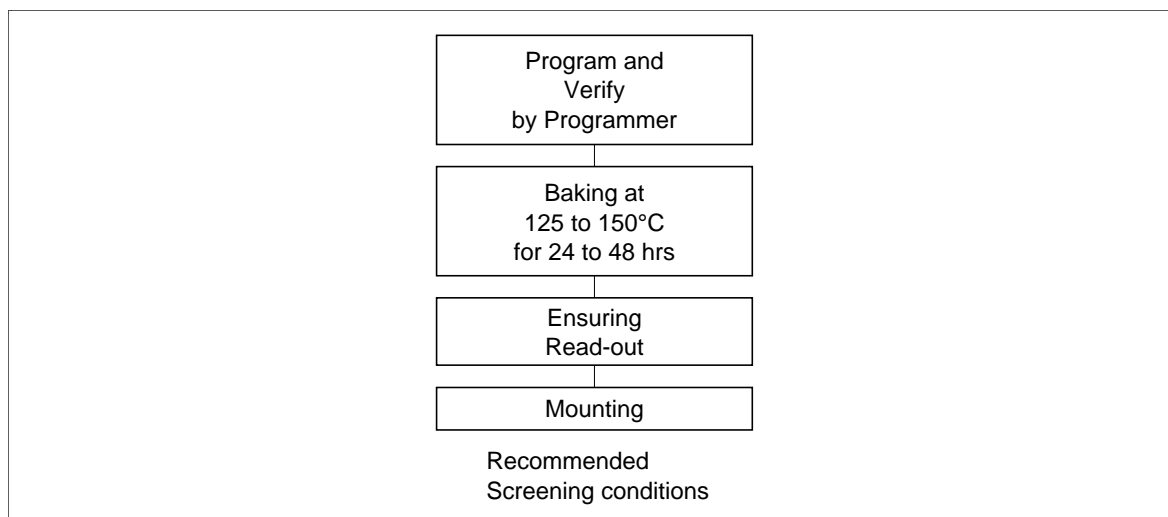 Program and
Verify
by Programmer
Baking at
125 to 150°C
for 24 to 48 hrs
Ensuring
Read-out
Mounting
Recommended
Screening conditions